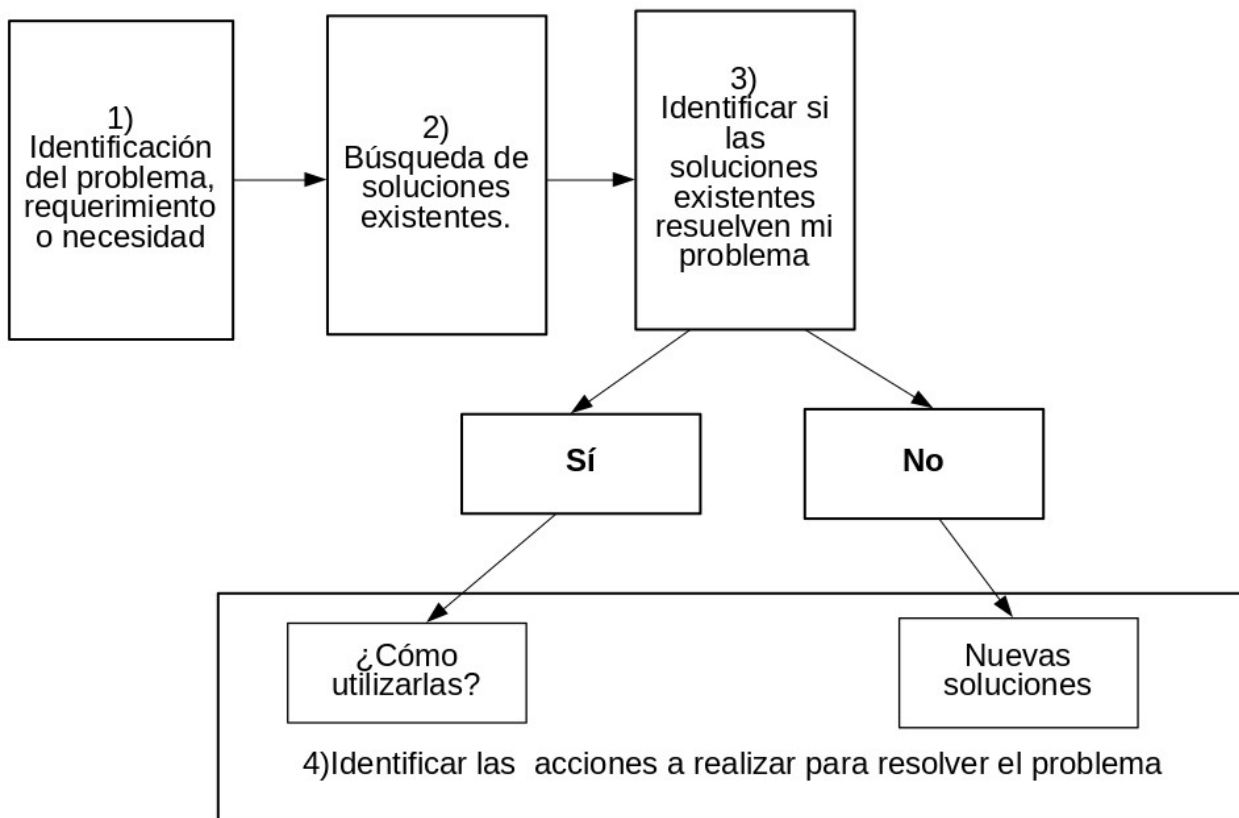 1)
Identificación
del problema,
requerimiento
o necesidad
2)
Búsqueda de
soluciones
existentes.
3)
Identificar si
las
soluciones
existentes
resuelven mi
problema
Sí
No
¿Cómo
utilizarlas?
Nuevas
soluciones
4)Identificar las  acciones a realizar para resolver el problema